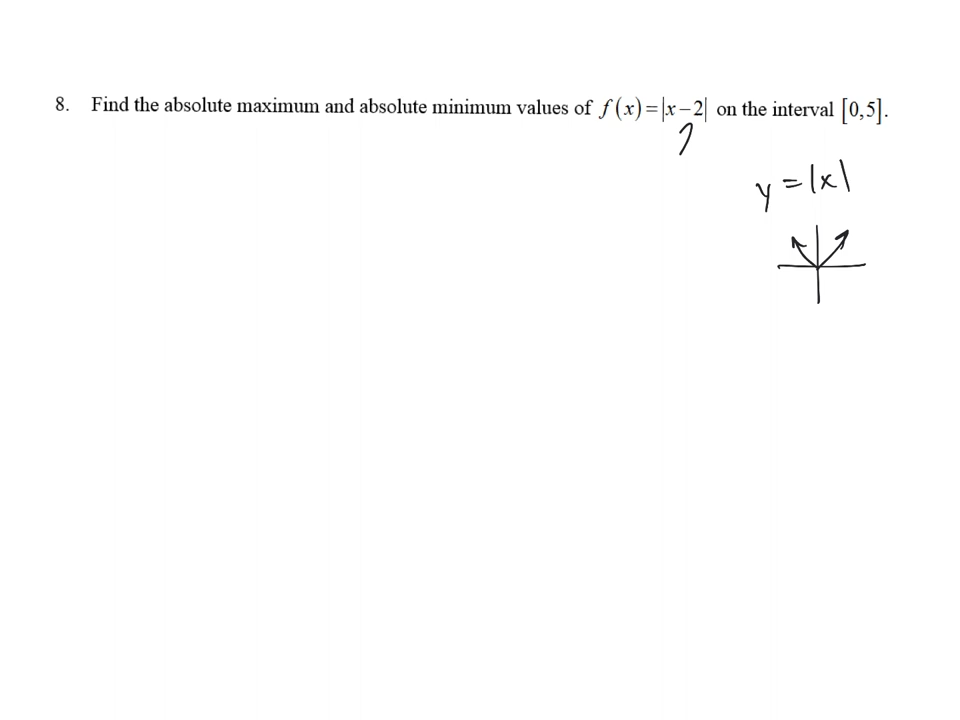 8. Find the absolute maximum and absolute minimum values of f(x)=|x−2| on the interval [0,5].
y = |x|